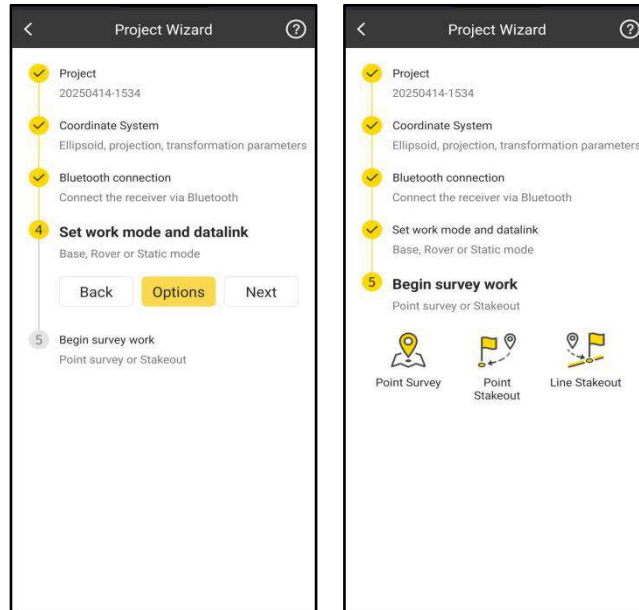 Project Wizard
Project
20250414-1534
Coordinate System
Ellipsoid, projection, transformation parameters
Bluetooth connection
Connect the receiver via Bluetooth
4 Set work mode and datalink
Base, Rover or Static mode
Back Options Next
5 Begin survey work
Point survey or Stakeout
Project Wizard
Project
20250414-1534
Coordinate System
Ellipsoid, projection, transformation parameters
Bluetooth connection
Connect the receiver via Bluetooth
Set work mode and datalink
Base, Rover or Static mode
5 Begin survey work
Point survey or Stakeout
Point Survey Point Line Stakeout
Stakeout